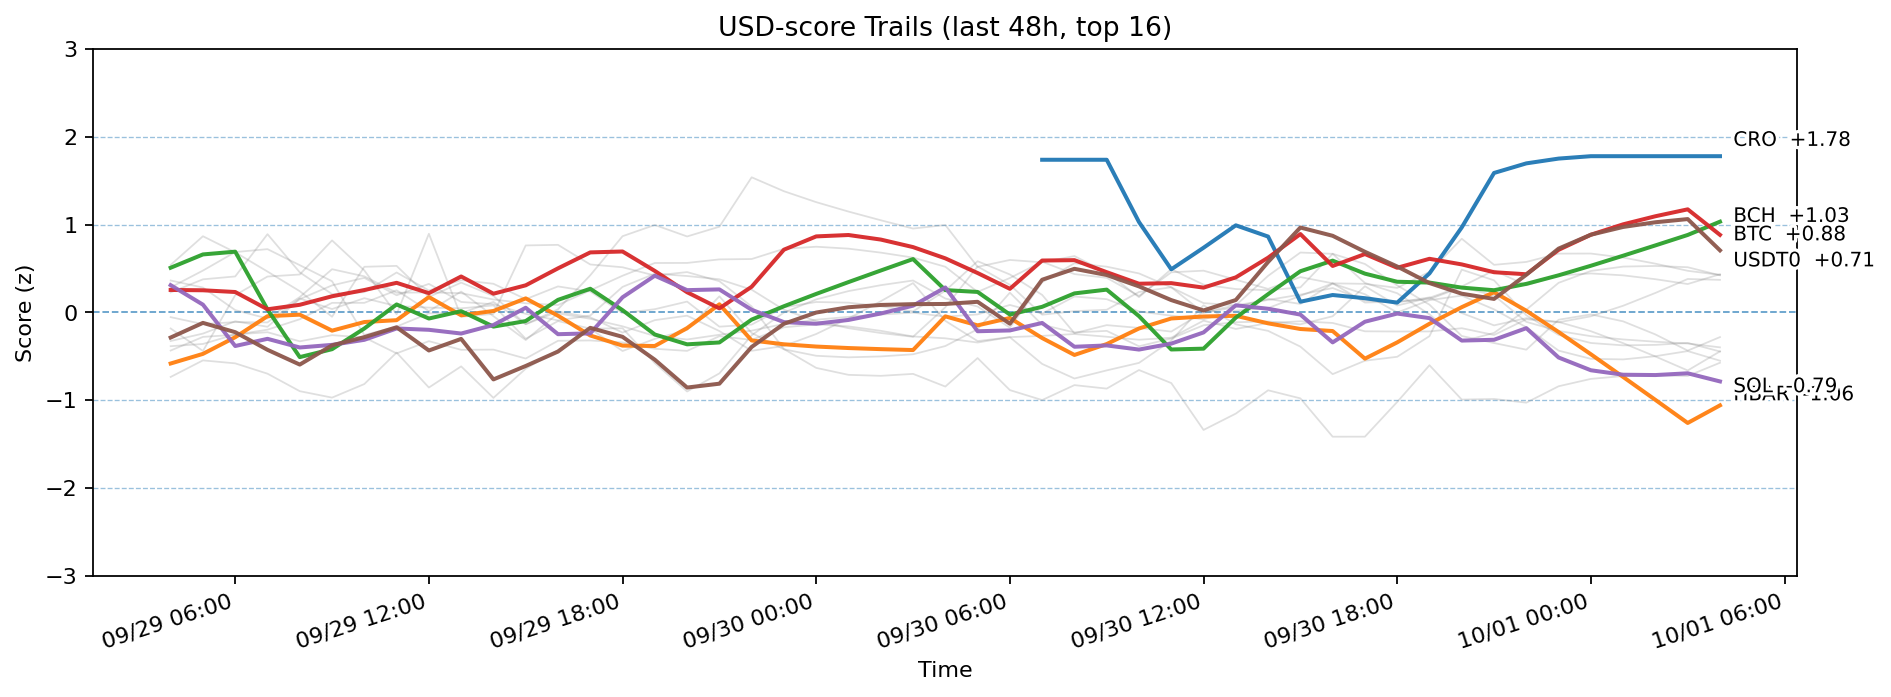 USD-score Trails (last 48h, top 16)
Score (z)
3
2
1
0
−1
−2
−3
CRO +1.78
BCH +1.03
BTC +0.88
USDT0 +0.71
SOL -0.79
HBAR -1.06
09/29 06:00
09/29 12:00
09/29 18:00
09/30 00:00
09/30 06:00
09/30 12:00
09/30 18:00
10/01 00:00
10/01 06:00
Time